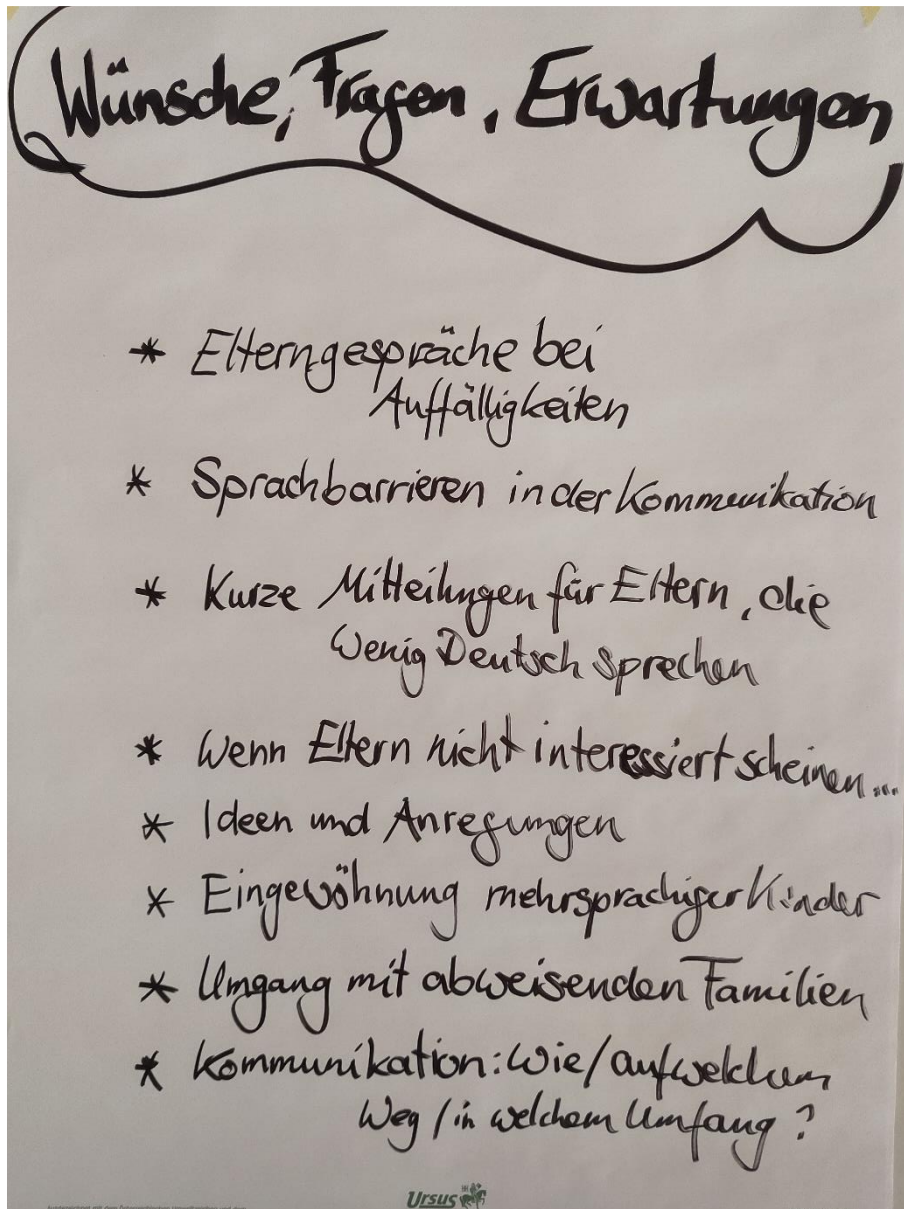 Wünsche, Fragen, Erwartungen
* Elterngespräche bei
Auffälligkeiten
* Sprachbarrieren in der Kommunikation
* Kurze Mitteilungen für Eltern, die
wenig Deutsch sprechen
* Wenn Eltern nicht interessiert scheinen...
* Ideen und Anregungen
* Eingewöhnung mehrsprachiger Kinder
* Umgang mit abweisenden Familien
* Kommunikation: Wie/auf welchem
Weg / in welchem Umfang?
Ursus